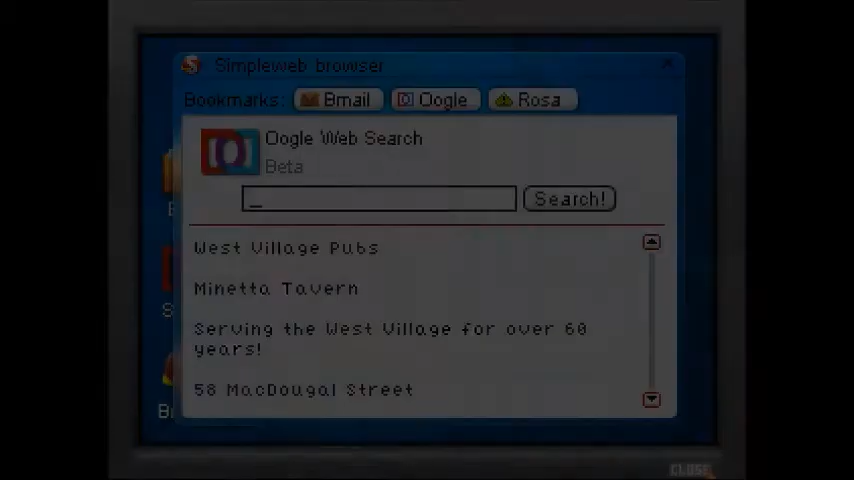 Simpleweb browser
Bookmarks: Bmail Oogle Rosa
Oogle Web Search
Beta
Search!
West Village Pubs
Minetta Tavern
Serving the West Village for over 60
years!
58 MacDougal Street
CLOSE